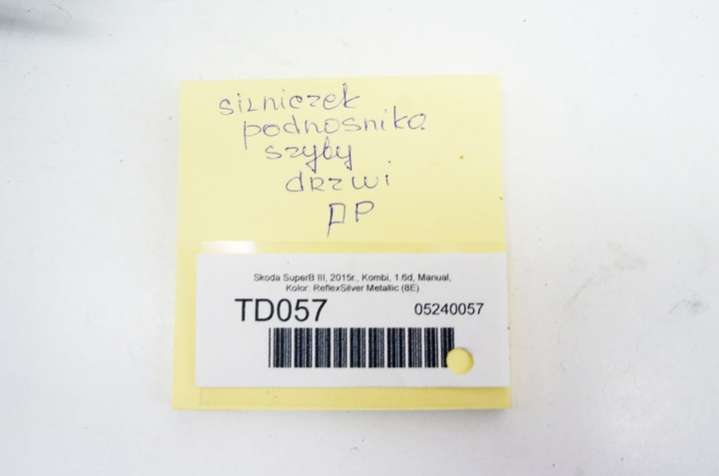 silniczek
podnosnika
szyby
drzwi
PP
Skoda SuperB III, 2015r., Kombi, 1.6d, Manual,
Kolor: ReflexSilver Metallic (8E)
TD057
05240057